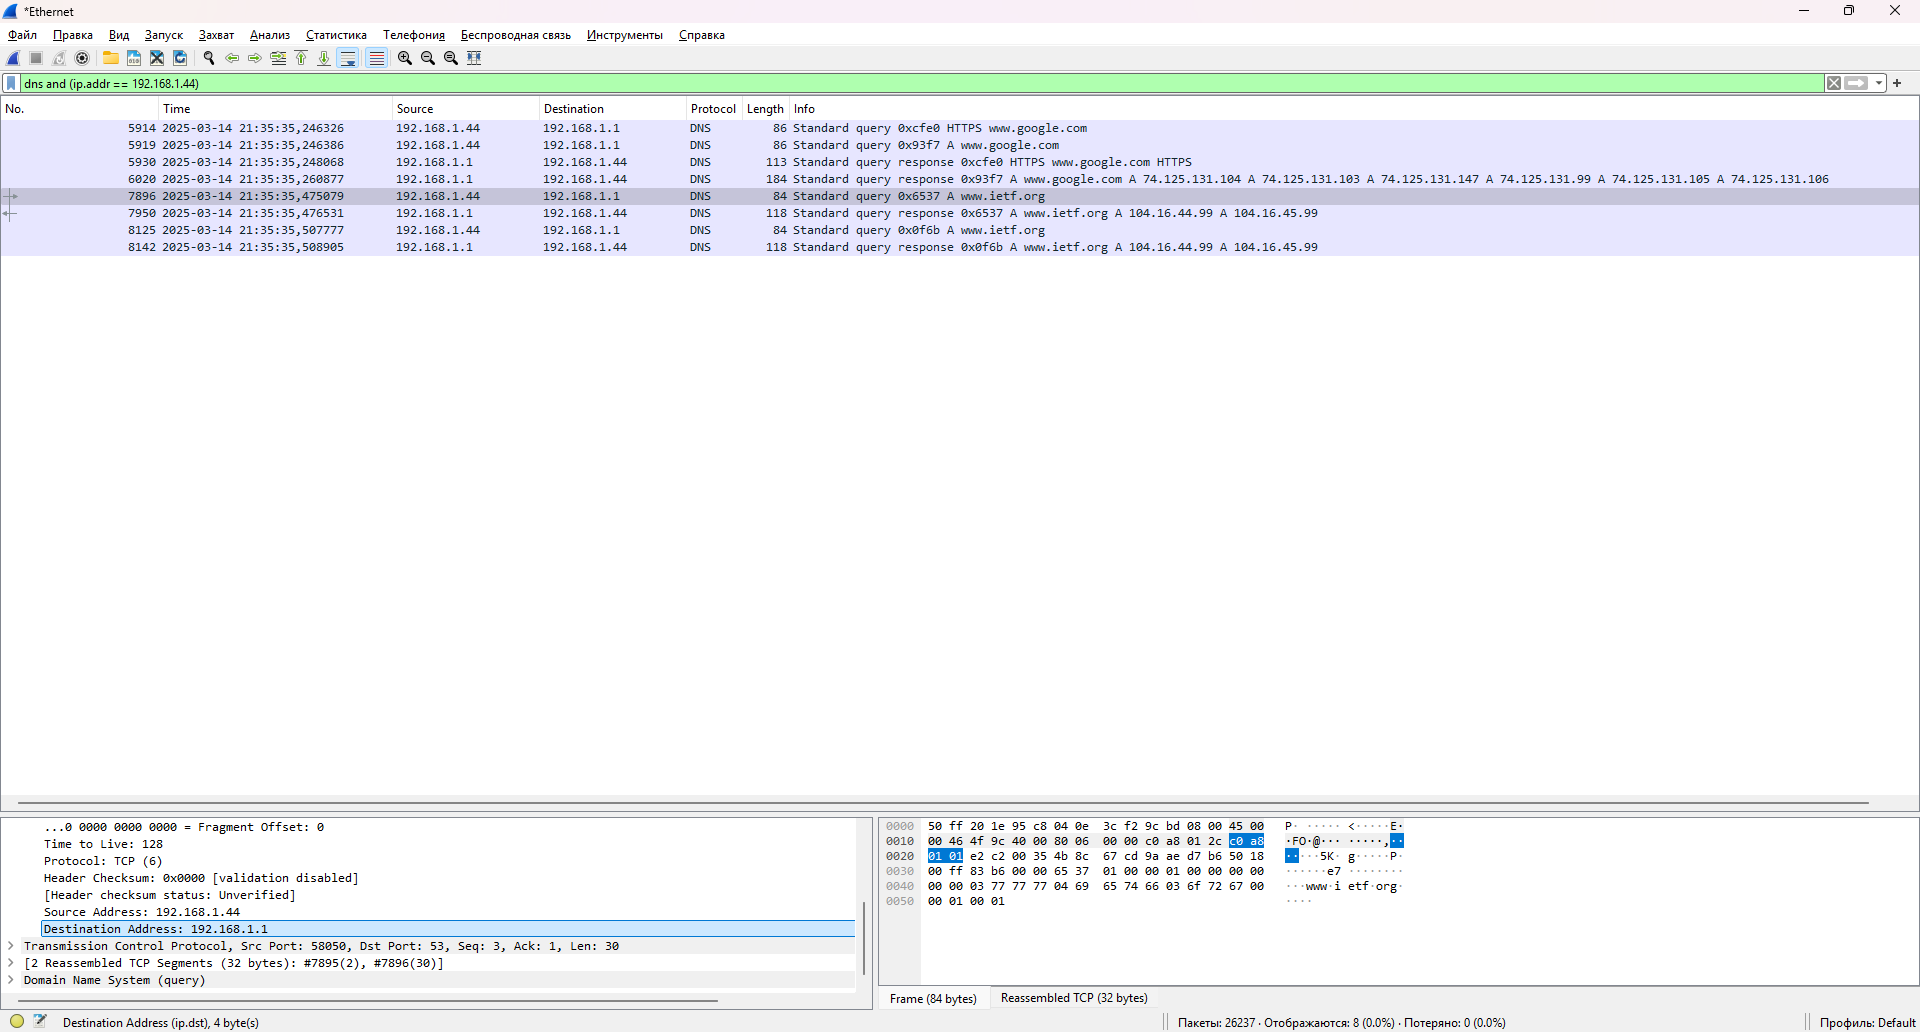 *Ethernet
Файл Правка Вид Запуск Захват Анализ Статистика Телефония Беспроводная связь Инструменты Справка
dns and (ip.addr == 192.168.1.44)
No. Time Source Destination Protocol Length Info
5914 2025-03-14 21:35:35,246326 192.168.1.44 192.168.1.1 DNS 86 Standard query 0xcfe0 HTTPS www.google.com
5919 2025-03-14 21:35:35,246386 192.168.1.44 192.168.1.1 DNS 86 Standard query 0x93f7 A www.google.com
5930 2025-03-14 21:35:35,248068 192.168.1.1 192.168.1.44 DNS 113 Standard query response 0xcfe0 HTTPS www.google.com HTTPS
6020 2025-03-14 21:35:35,260877 192.168.1.1 192.168.1.44 DNS 184 Standard query response 0x93f7 A www.google.com A 74.125.131.104 A 74.125.131.103 A 74.125.131.147 A 74.125.131.99 A 74.125.131.105 A 74.125.131.106
7896 2025-03-14 21:35:35,475079 192.168.1.44 192.168.1.1 DNS 84 Standard query 0x6537 A www.ietf.org
7950 2025-03-14 21:35:35,476531 192.168.1.1 192.168.1.44 DNS 118 Standard query response 0x6537 A www.ietf.org A 104.16.44.99 A 104.16.45.99
8125 2025-03-14 21:35:35,507777 192.168.1.44 192.168.1.1 DNS 84 Standard query 0x0f6b A www.ietf.org
8142 2025-03-14 21:35:35,508905 192.168.1.1 192.168.1.44 DNS 118 Standard query response 0x0f6b A www.ietf.org A 104.16.44.99 A 104.16.45.99
...0 0000 0000 0000 = Fragment Offset: 0
Time to Live: 128
Protocol: TCP (6)
Header Checksum: 0x0000 [validation disabled]
[Header checksum status: Unverified]
Source Address: 192.168.1.44
Destination Address: 192.168.1.1
Transmission Control Protocol, Src Port: 58050, Dst Port: 53, Seq: 3, Ack: 1, Len: 30
[2 Reassembled TCP Segments (32 bytes): #7895(2), #7896(30)]
Domain Name System (query)
0000 50 ff 20 1e 95 c8 04 0e 3c f2 9c bd 08 00 45 00 P· ····· <·····E·
0010 00 46 4f 9c 40 00 80 06 00 00 c0 a8 01 2c c0 a8 ·FO·@··· ·····,··
0020 01 01 e2 c2 00 35 4b 8c 67 cd 9a ae d7 b6 50 18 ·····5K· g·····P·
0030 00 ff 83 b6 00 00 65 37 01 00 00 01 00 00 00 00 ······e7 ········
0040 00 00 03 77 77 77 04 69 65 74 66 03 6f 72 67 00 ···www·i etf·org·
0050 00 01 00 01 ····
Frame (84 bytes) Reassembled TCP (32 bytes)
Destination Address (ip.dst), 4 byte(s) Пакеты: 26237 · Отображаются: 8 (0.0%) · Потеряно: 0 (0.0%) Профиль: Default